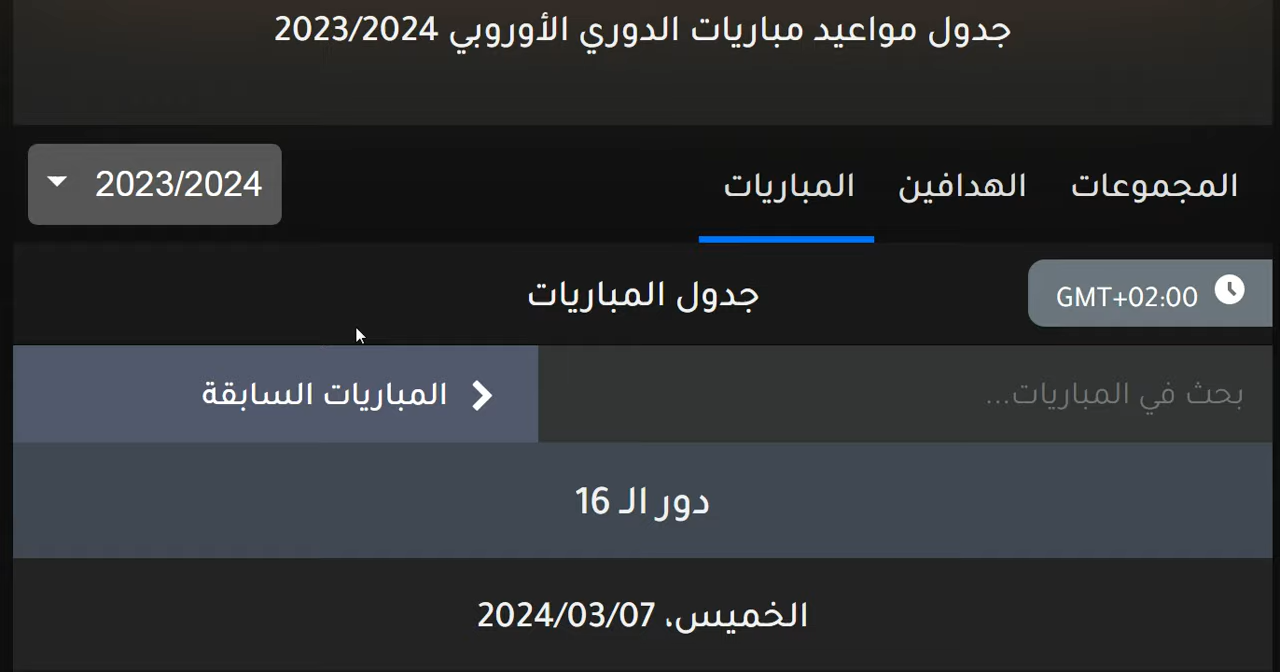 جدول مواعيد مباريات الدوري الأوروبي 2023/2024
المجموعات الهدافين المباريات 2023/2024
GMT+02:00 جدول المباريات
بحث في المباريات... المباريات السابقة
دور الـ 16
الخميس، 2024/03/07